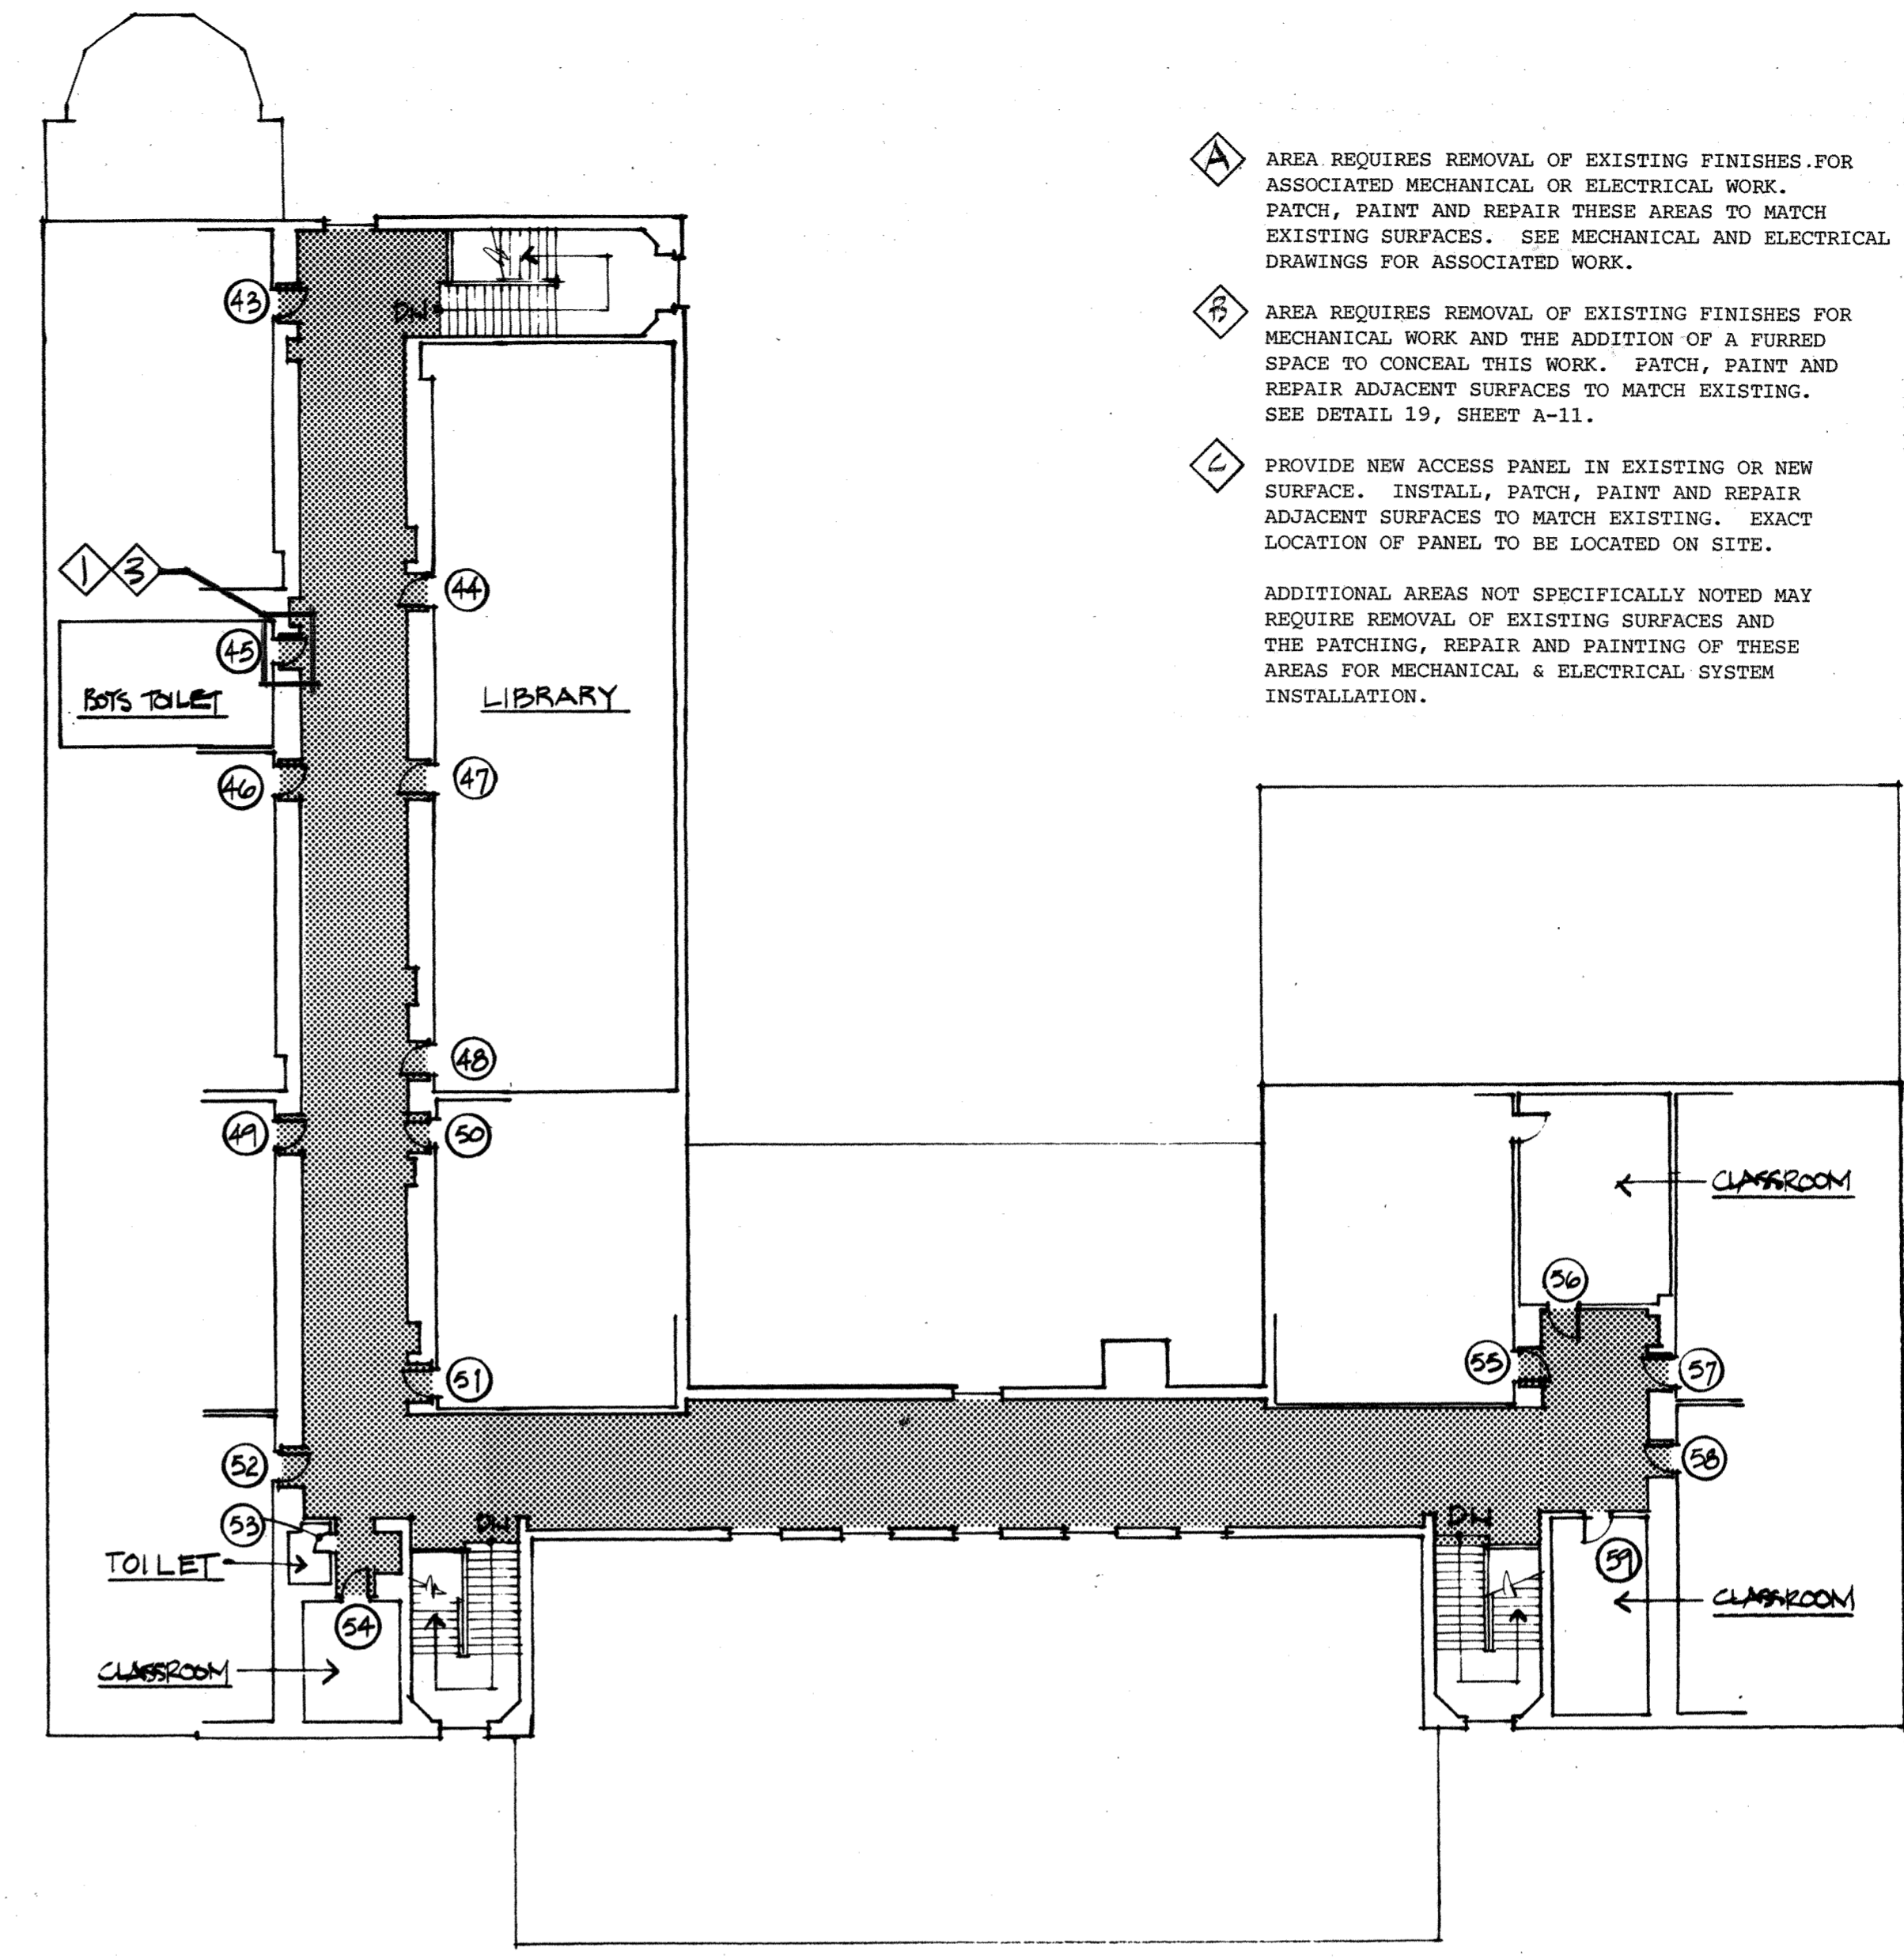 A
AREA REQUIRES REMOVAL OF EXISTING FINISHES.FOR
ASSOCIATED MECHANICAL OR ELECTRICAL WORK.
PATCH, PAINT AND REPAIR THESE AREAS TO MATCH
EXISTING SURFACES. SEE MECHANICAL AND ELECTRICAL
DRAWINGS FOR ASSOCIATED WORK.
B
AREA REQUIRES REMOVAL OF EXISTING FINISHES FOR
MECHANICAL WORK AND THE ADDITION OF A FURRED
SPACE TO CONCEAL THIS WORK. PATCH, PAINT AND
REPAIR ADJACENT SURFACES TO MATCH EXISTING.
SEE DETAIL 19, SHEET A-11.
C
PROVIDE NEW ACCESS PANEL IN EXISTING OR NEW
SURFACE. INSTALL, PATCH, PAINT AND REPAIR
ADJACENT SURFACES TO MATCH EXISTING. EXACT
LOCATION OF PANEL TO BE LOCATED ON SITE.
ADDITIONAL AREAS NOT SPECIFICALLY NOTED MAY
REQUIRE REMOVAL OF EXISTING SURFACES AND
THE PATCHING, REPAIR AND PAINTING OF THESE
AREAS FOR MECHANICAL & ELECTRICAL SYSTEM
INSTALLATION.
43
DN
1 3
44
45
BOYS TOILET
LIBRARY
46
47
48
49
50
51
52
53
TOILET
DN
54
CLASSROOM
CLASSROOM
56
55
57
58
DN
59
CLASSROOM